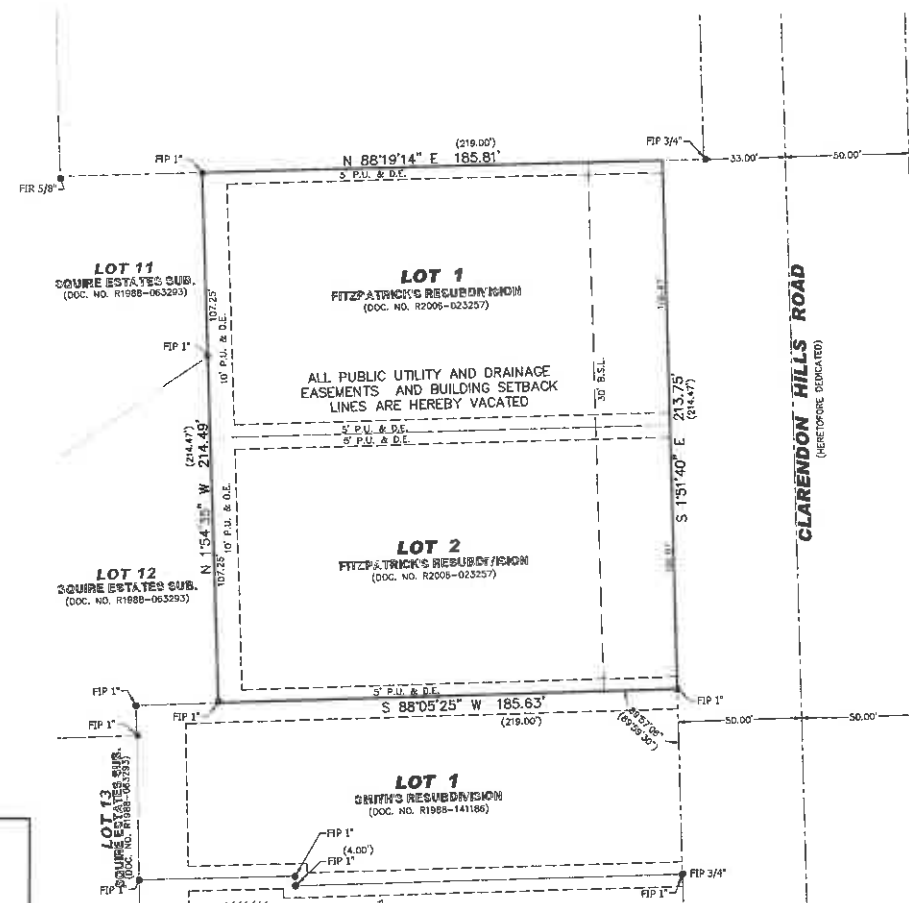 (219.00')
N 88°19'14" E 185.81'
5' P.U. & D.E.
FIP 1"
FIP 3/4"
33.00'
50.00'
FIR 5/8"
LOT 11
SQUIRE ESTATES SUB.
(DOC. NO. R1988-063293)
107.25'
10' P.U. & D.E.
FIP 1"
LOT 1
FITZPATRICK'S RESUBDIVISION
(DOC. NO. R2006-023257)
ALL PUBLIC UTILITY AND DRAINAGE
EASEMENTS AND BUILDING SETBACK
LINES ARE HEREBY VACATED
30' B.S.L.
5' P.U. & D.E.
5' P.U. & D.E.
(214.47')
N 1°54'35" W 214.49'
S 1°51'40" E 213.75'
(214.47')
CLARENDON HILLS ROAD
(HERETOFORE DEDICATED)
107.25'
10' P.U. & D.E.
LOT 2
FITZPATRICK'S RESUBDIVISION
(DOC. NO. R2006-023257)
LOT 12
SQUIRE ESTATES SUB.
(DOC. NO. R1988-063293)
5' P.U. & D.E.
FIP 1"
FIP 1"
S 88°05'25" W 185.63'
(219.00')
FIP 1"
89°57'06"
(89°59'30")
50.00'
50.00'
FIP 1"
LOT 13
SQUIRE ESTATES SUB.
(DOC. NO. R1988-063293)
LOT 1
SMITH'S RESUBDIVISION
(DOC. NO. R1988-141186)
FIP 1"
(4.00')
FIP 1"
FIP 1"
FIP 3/4"
FIP 1"